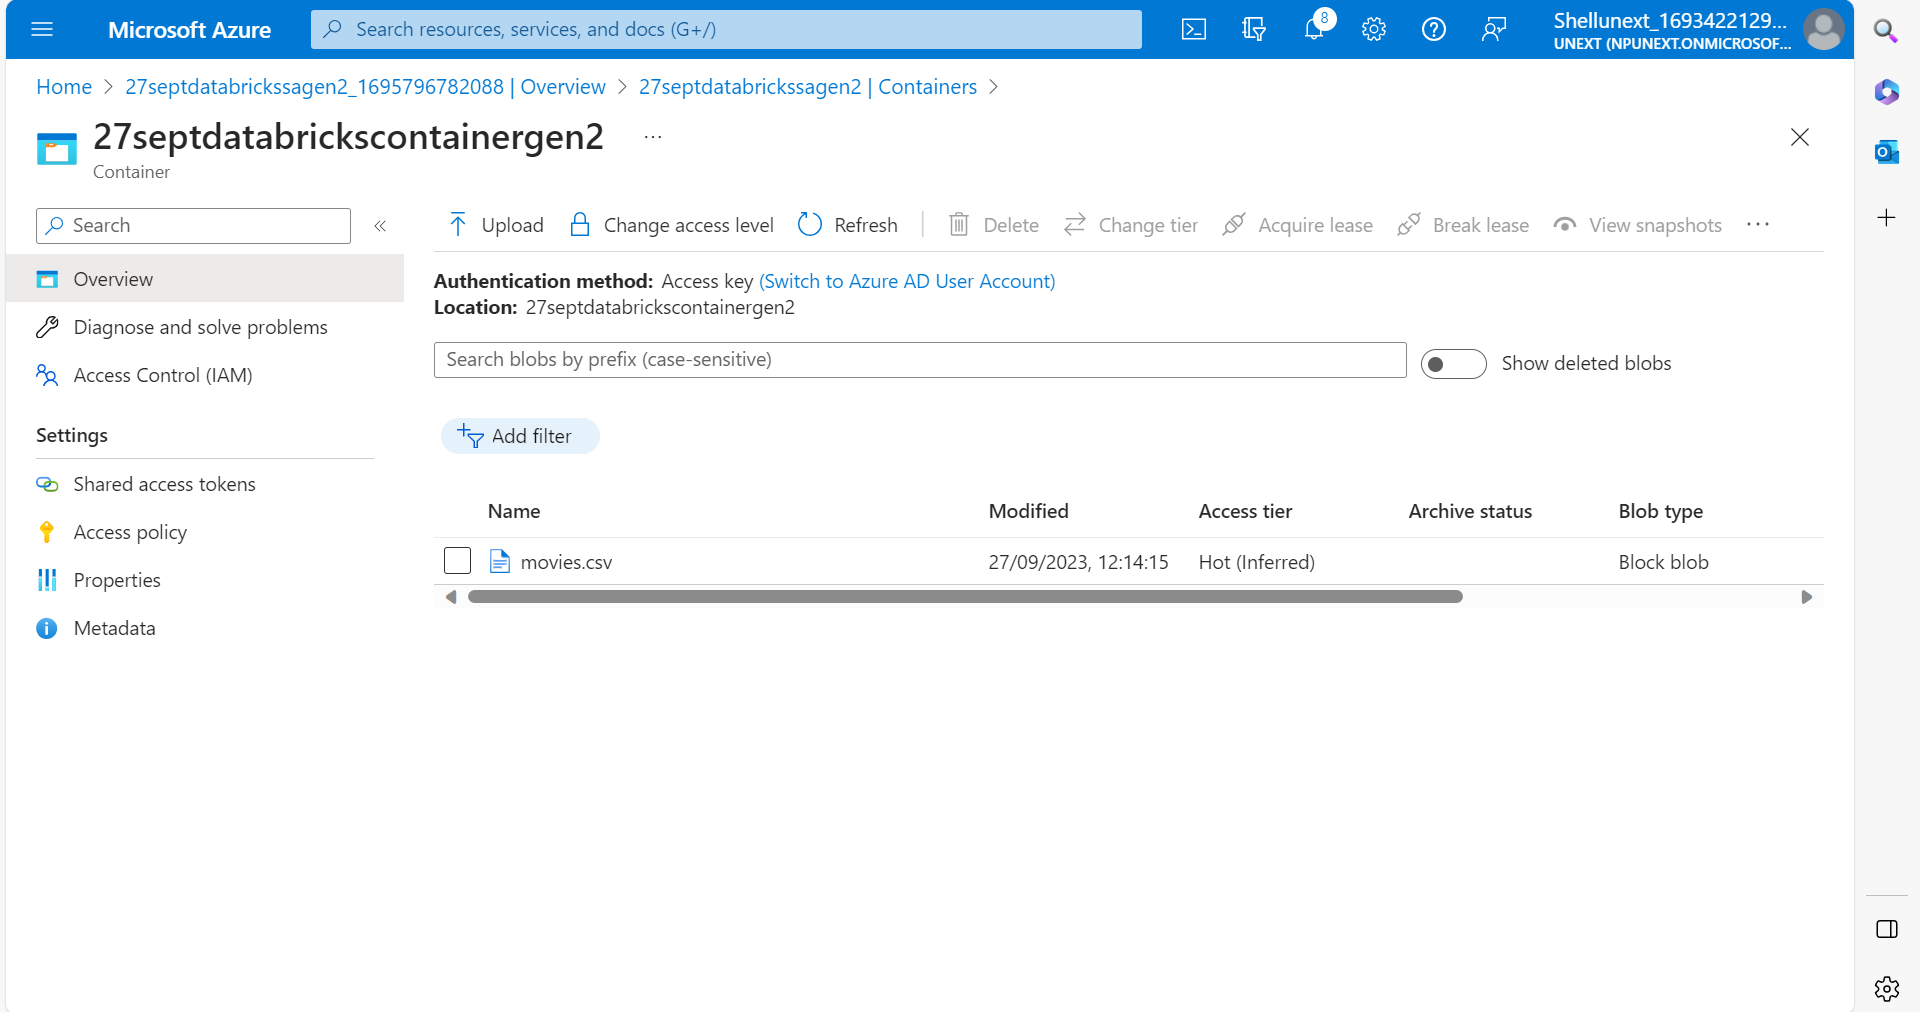 Microsoft Azure
Search resources, services, and docs (G+/)
8
Shellunext_1693422129...
UNEXT (NPUNEXT.ONMICROSOF...
Home > 27septdatabrickssagen2_1695796782088 | Overview > 27septdatabrickssagen2 | Containers >
27septdatabrickscontainergen2 ...
Container
Search
«
Upload
Change access level
Refresh
Delete
Change tier
Acquire lease
Break lease
View snapshots
...
Overview
Diagnose and solve problems
Access Control (IAM)
Settings
Shared access tokens
Access policy
Properties
Metadata
Authentication method: Access key (Switch to Azure AD User Account)
Location: 27septdatabrickscontainergen2
Search blobs by prefix (case-sensitive)
Show deleted blobs
Add filter
Name Modified Access tier Archive status Blob type
movies.csv 27/09/2023, 12:14:15 Hot (Inferred) Block blob